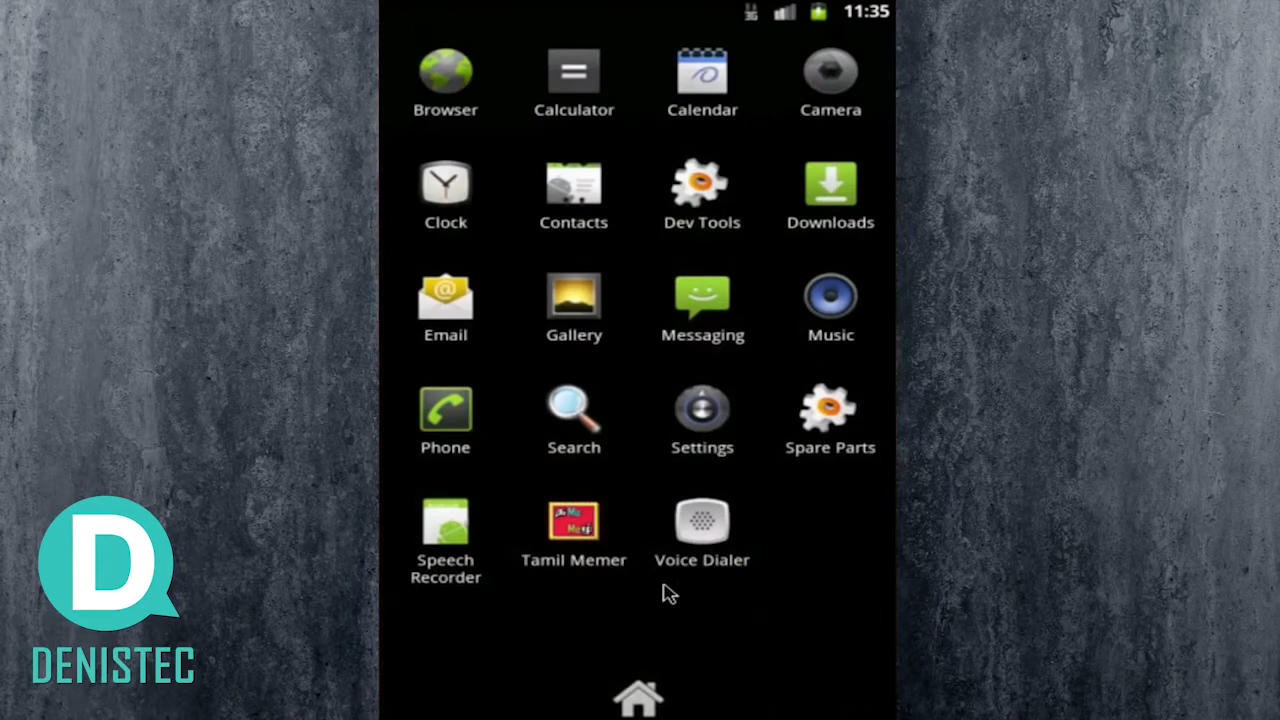 3G 11:35
Browser Calculator Calendar Camera
Clock Contacts Dev Tools Downloads
Email Gallery Messaging Music
Phone Search Settings Spare Parts
Speech Recorder Tamil Memer Voice Dialer
D
DENISTEC